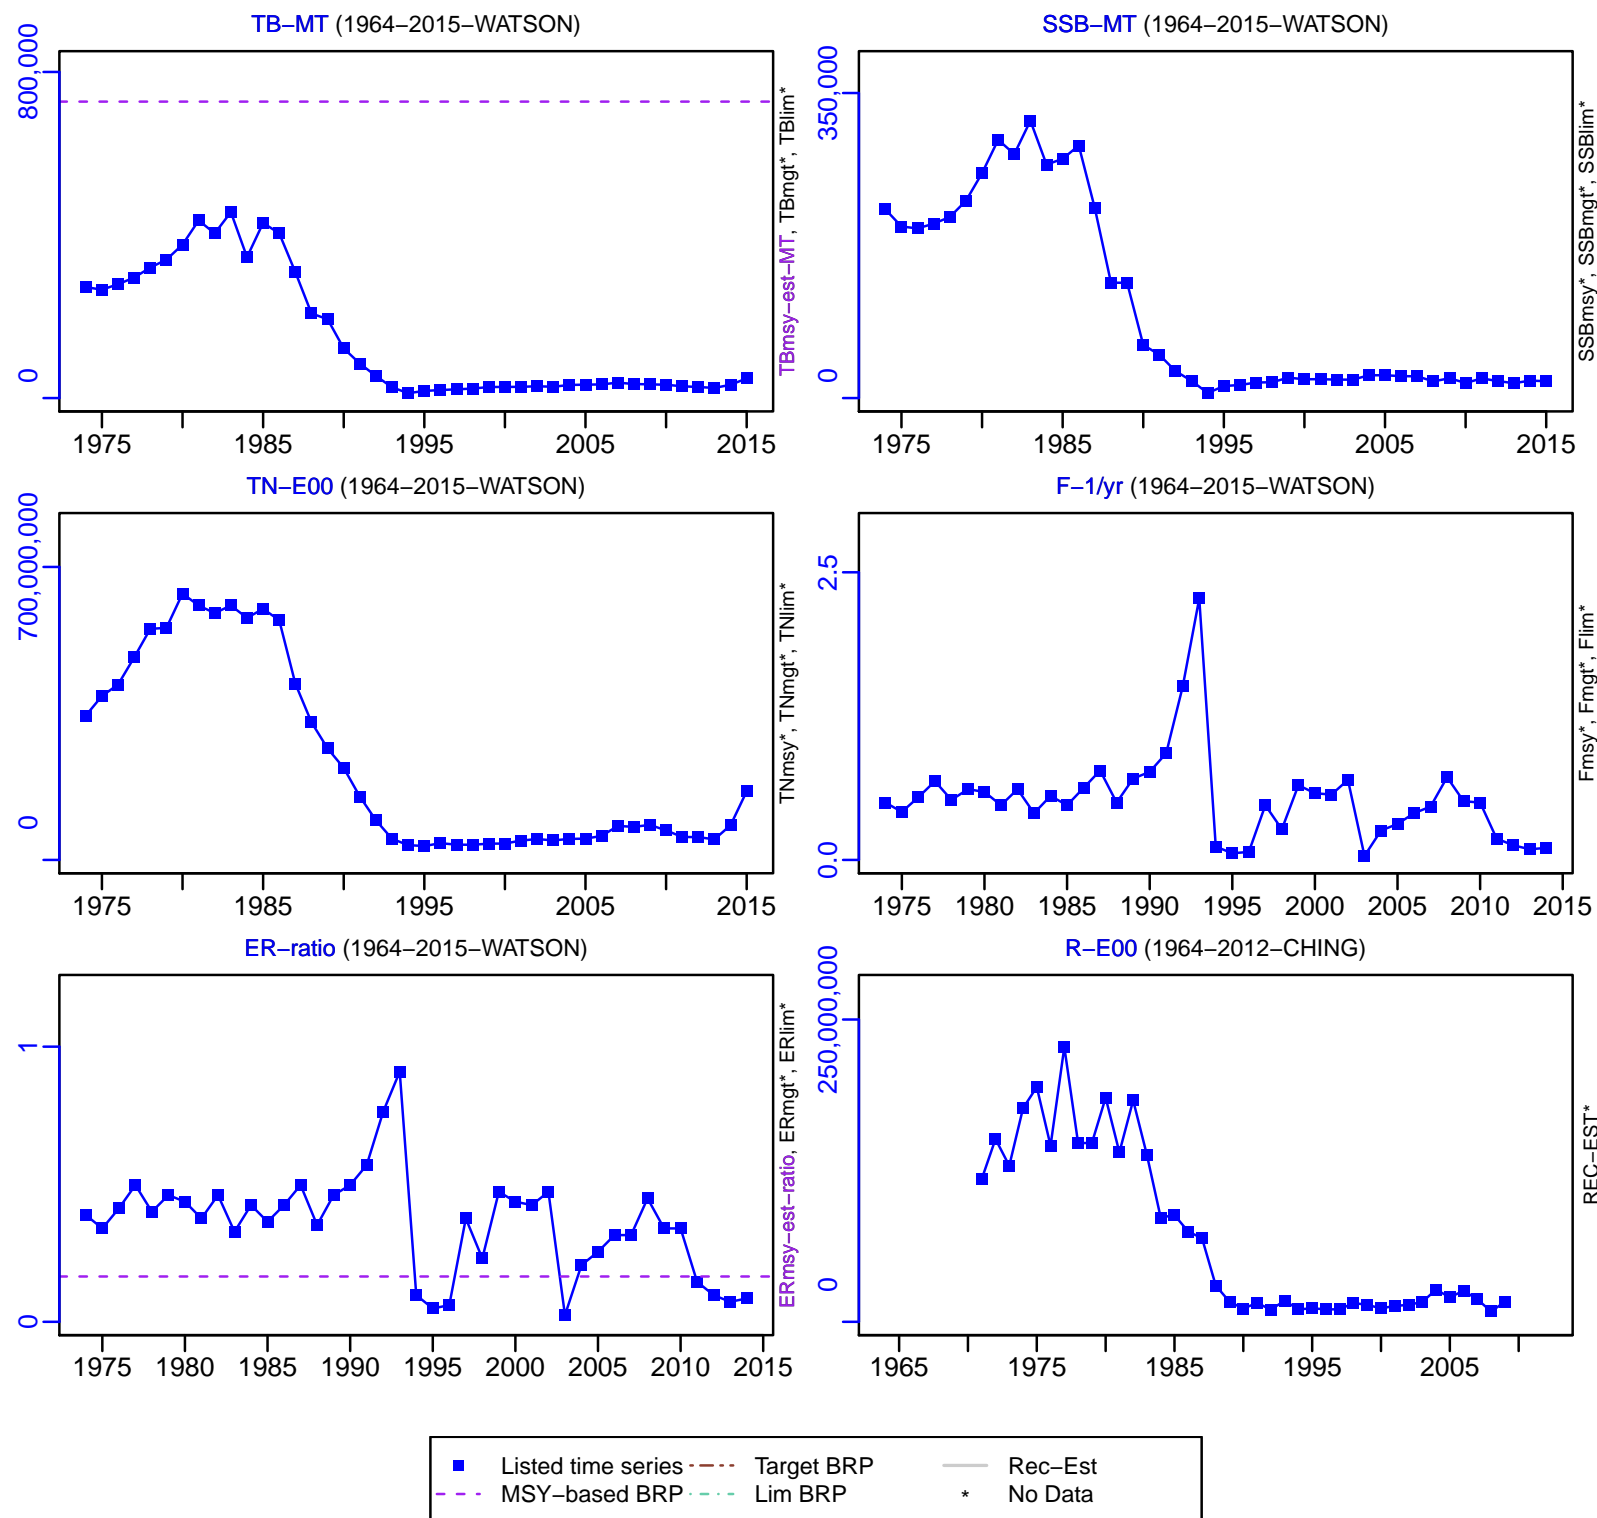 TB−MT (1964−2015−WATSON)
800,000
0
TBmsy−est−MT, TBmgt*, TBlim*
1975 1985 1995 2005 2015
SSB−MT (1964−2015−WATSON)
350,000
0
SSBmsy*, SSBmgt*, SSBlim*
1975 1985 1995 2005 2015
TN−E00 (1964−2015−WATSON)
700,000,000
0
TNmsy*, TNmgt*, TNlim*
1975 1985 1995 2005 2015
F−1/yr (1964−2015−WATSON)
2.5
0.0
Fmsy*, Fmgt*, Flim*
1975 1980 1985 1990 1995 2000 2005 2010 2015
ER−ratio (1964−2015−WATSON)
1
0
ERmsy−est−ratio, ERmgt*, ERlim*
1975 1980 1985 1990 1995 2000 2005 2010 2015
R−E00 (1964−2012−CHING)
250,000,000
0
REC−EST*
1965 1975 1985 1995 2005
Listed time series Target BRP Rec−Est
MSY−based BRP Lim BRP * No Data